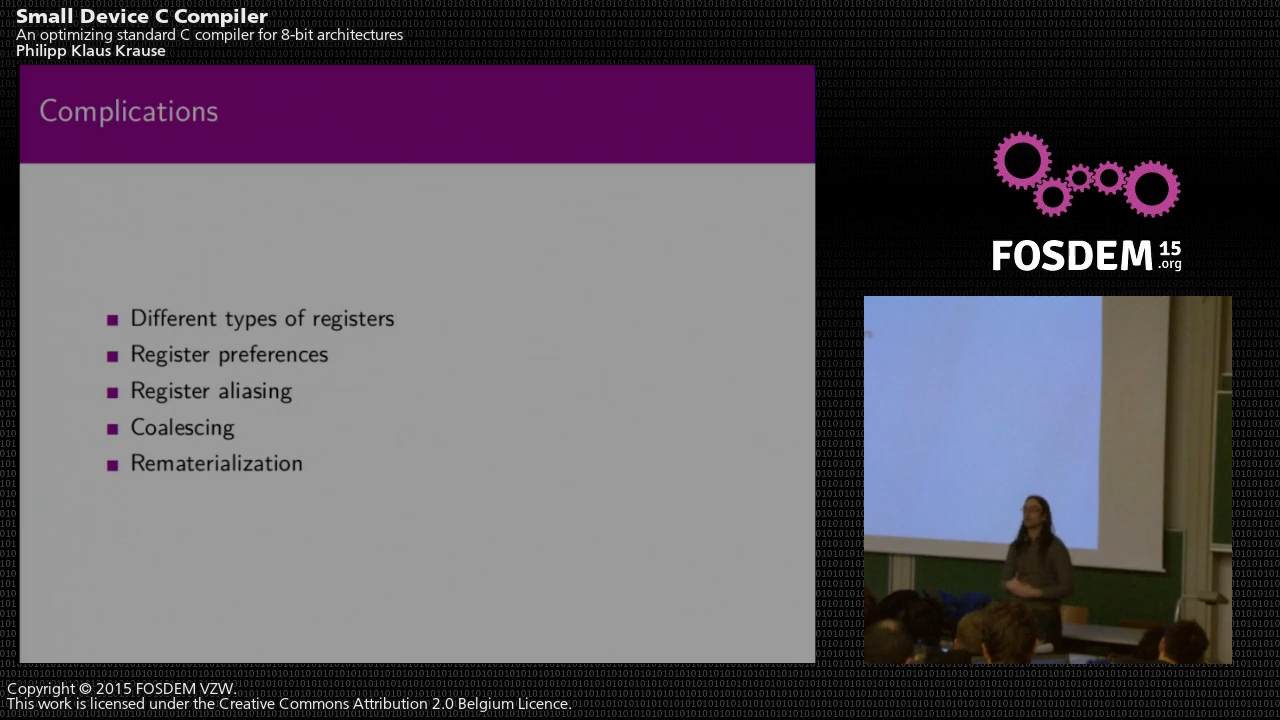 Small Device C Compiler
An optimizing standard C compiler for 8-bit architectures
Philipp Klaus Krause
Complications
Different types of registers
Register preferences
Register aliasing
Coalescing
Rematerialization
FOSDEM 15
.org
Copyright © 2015 FOSDEM VZW.
This work is licensed under the Creative Commons Attribution 2.0 Belgium Licence.